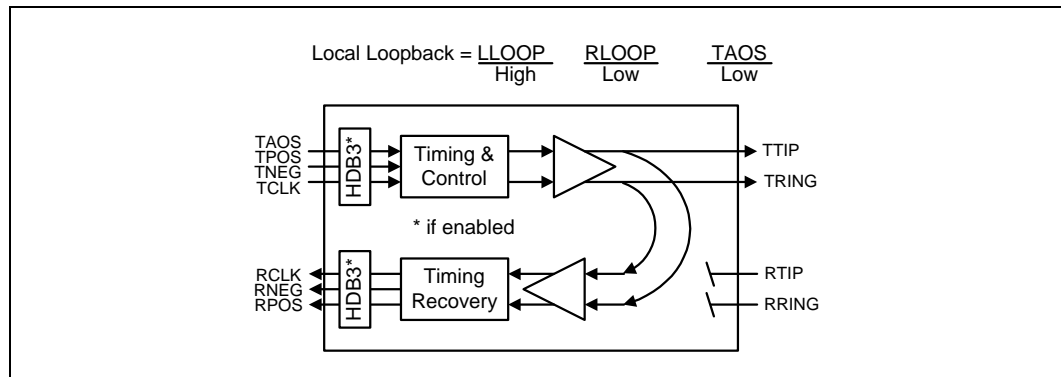 Local Loopback = LLOOP RLOOP TAOS
High Low Low
TAOS
TPOS
TNEG
TCLK
HDB3*
Timing &
Control
TTIP
TRING
* if enabled
RCLK
RNEG
RPOS
HDB3*
Timing
Recovery
RTIP
RRING